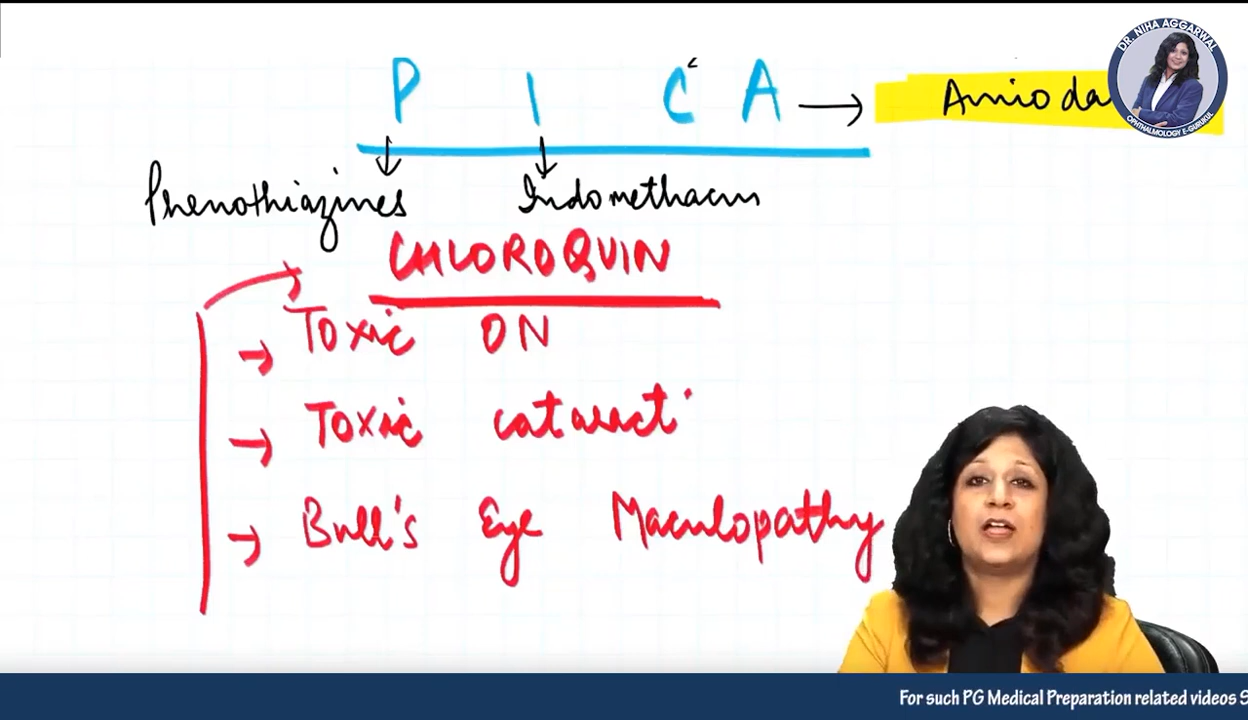 P I C A → Amioda
Phenothiazines Indomethacin
CHLOROQUIN
→ Toxic ON
→ Toxic cataract
→ Bull's Eye Maculopathy
DR. NIHA AGGARWAL
OPHTHALMOLOGY E-GURUKUL
For such PG Medical Preparation related videos S